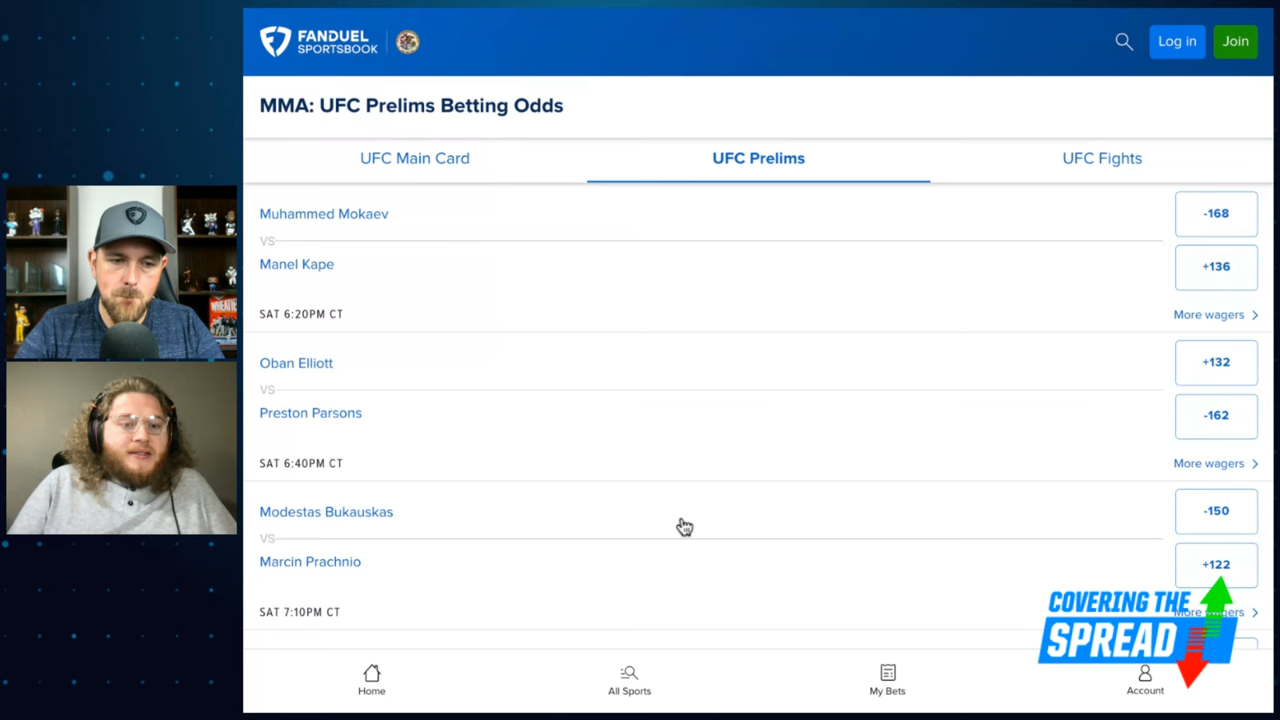 FANDUEL
SPORTSBOOK
Log in
Join
MMA: UFC Prelims Betting Odds
UFC Main Card
UFC Prelims
UFC Fights
Muhammed Mokaev
-168
VS
Manel Kape
+136
SAT 6:20PM CT
More wagers
Oban Elliott
+132
VS
Preston Parsons
-162
SAT 6:40PM CT
More wagers
Modestas Bukauskas
-150
VS
Marcin Prachnio
+122
SAT 7:10PM CT
More wagers
COVERING THE
SPREAD
Home
All Sports
My Bets
Account
WHEATIES